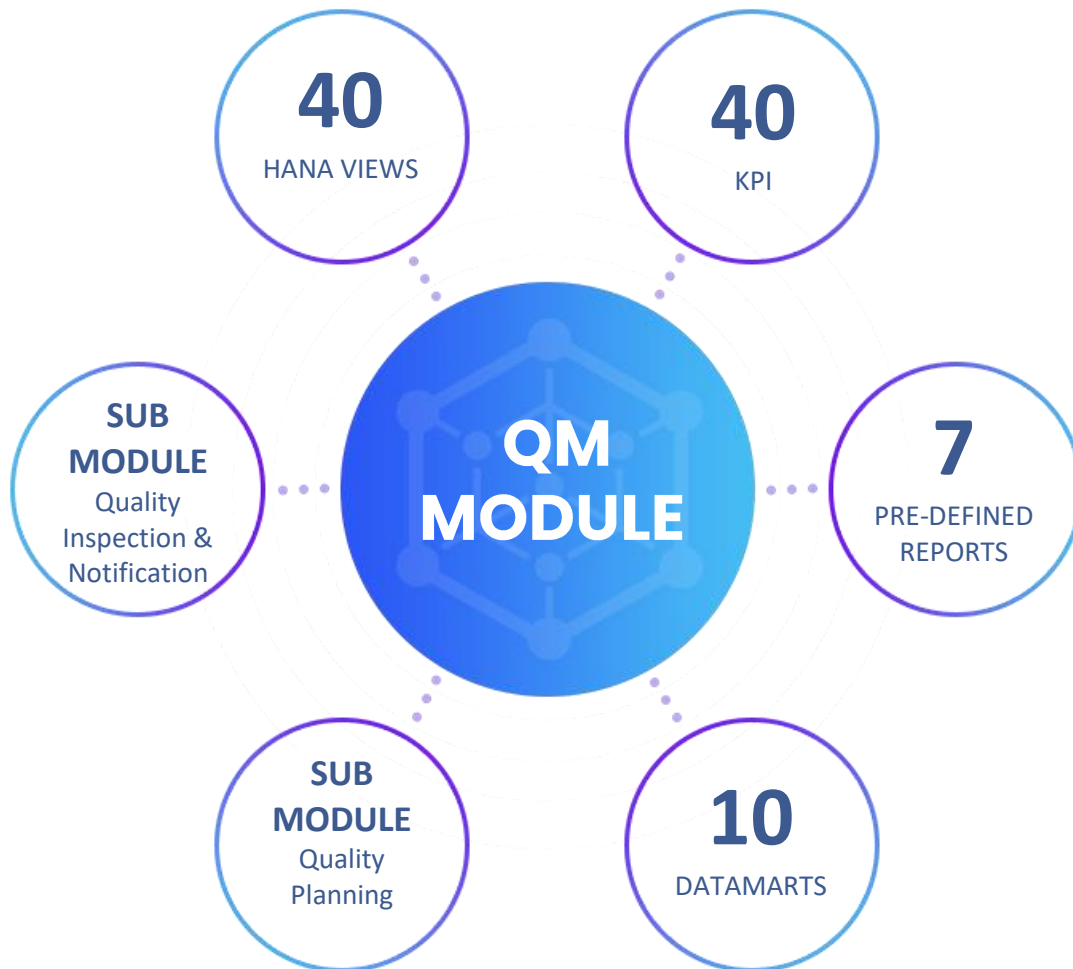 40
HANA VIEWS
40
KPI
SUB
MODULE
Quality
Inspection &
Notification
QM
MODULE
7
PRE-DEFINED
REPORTS
SUB
MODULE
Quality
Planning
10
DATAMARTS